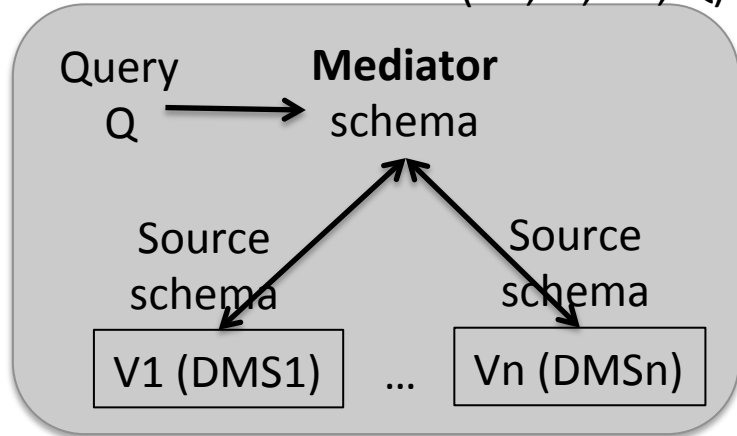 Query Mediator
Q schema
Source Source
schema schema
V1 (DMS1) ... Vn (DMSn)